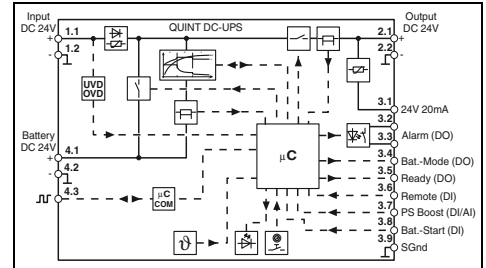 Input
DC 24V
QUINT DC-UPS
Output
DC 24V
1.1
+
1.2
-
2.1
+
2.2
-
UVD
OVD
3.1
24V 20mA
3.2
3.3
Alarm (DO)
Battery
DC 24V
4.1
+
4.2
-
4.3
µC
COM
µC
3.4
Bat.-Mode (DO)
3.5
Ready (DO)
3.6
Remote (DI)
3.7
PS Boost (DI/AI)
3.8
Bat.-Start (DI)
3.9
SGnd
ϑ